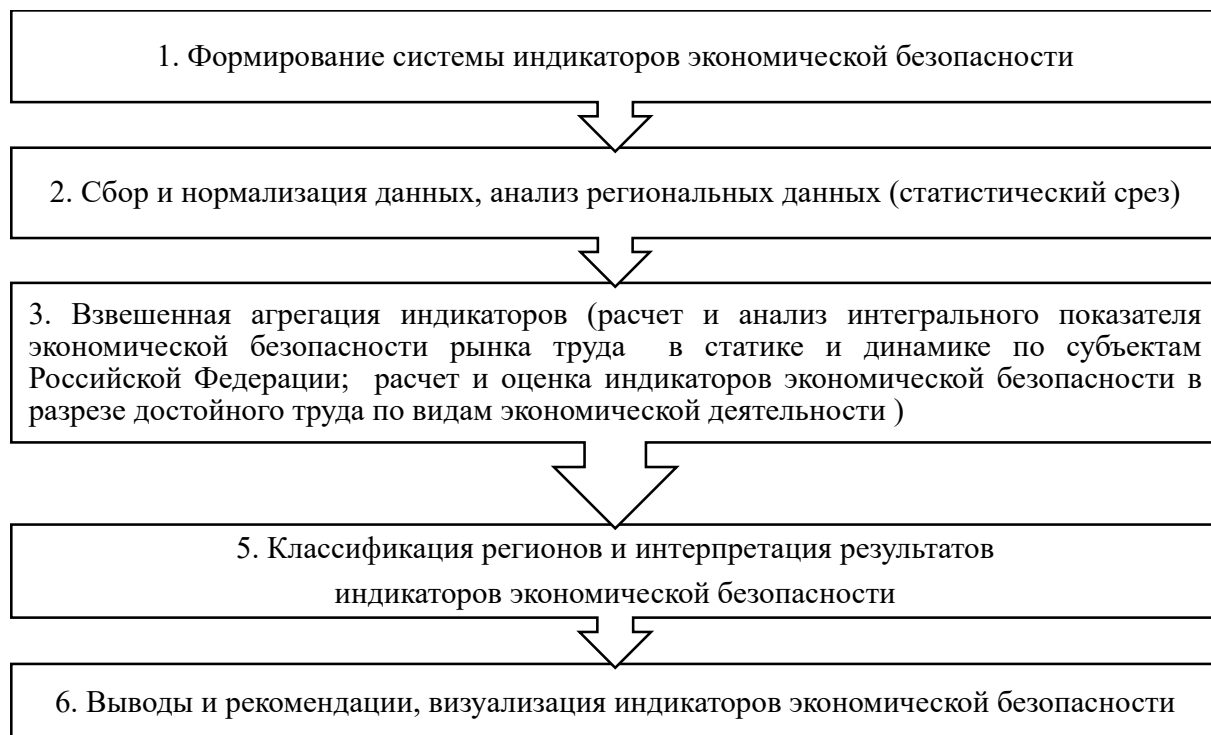 1. Формирование системы индикаторов экономической безопасности
2. Сбор и нормализация данных, анализ региональных данных (статистический срез)
3. Взвешенная агрегация индикаторов (расчет и анализ интегрального показателя
экономической безопасности рынка труда в статике и динамике по субъектам
Российской Федерации; расчет и оценка индикаторов экономической безопасности в
разрезе достойного труда по видам экономической деятельности )
5. Классификация регионов и интерпретация результатов
индикаторов экономической безопасности
6. Выводы и рекомендации, визуализация индикаторов экономической безопасности